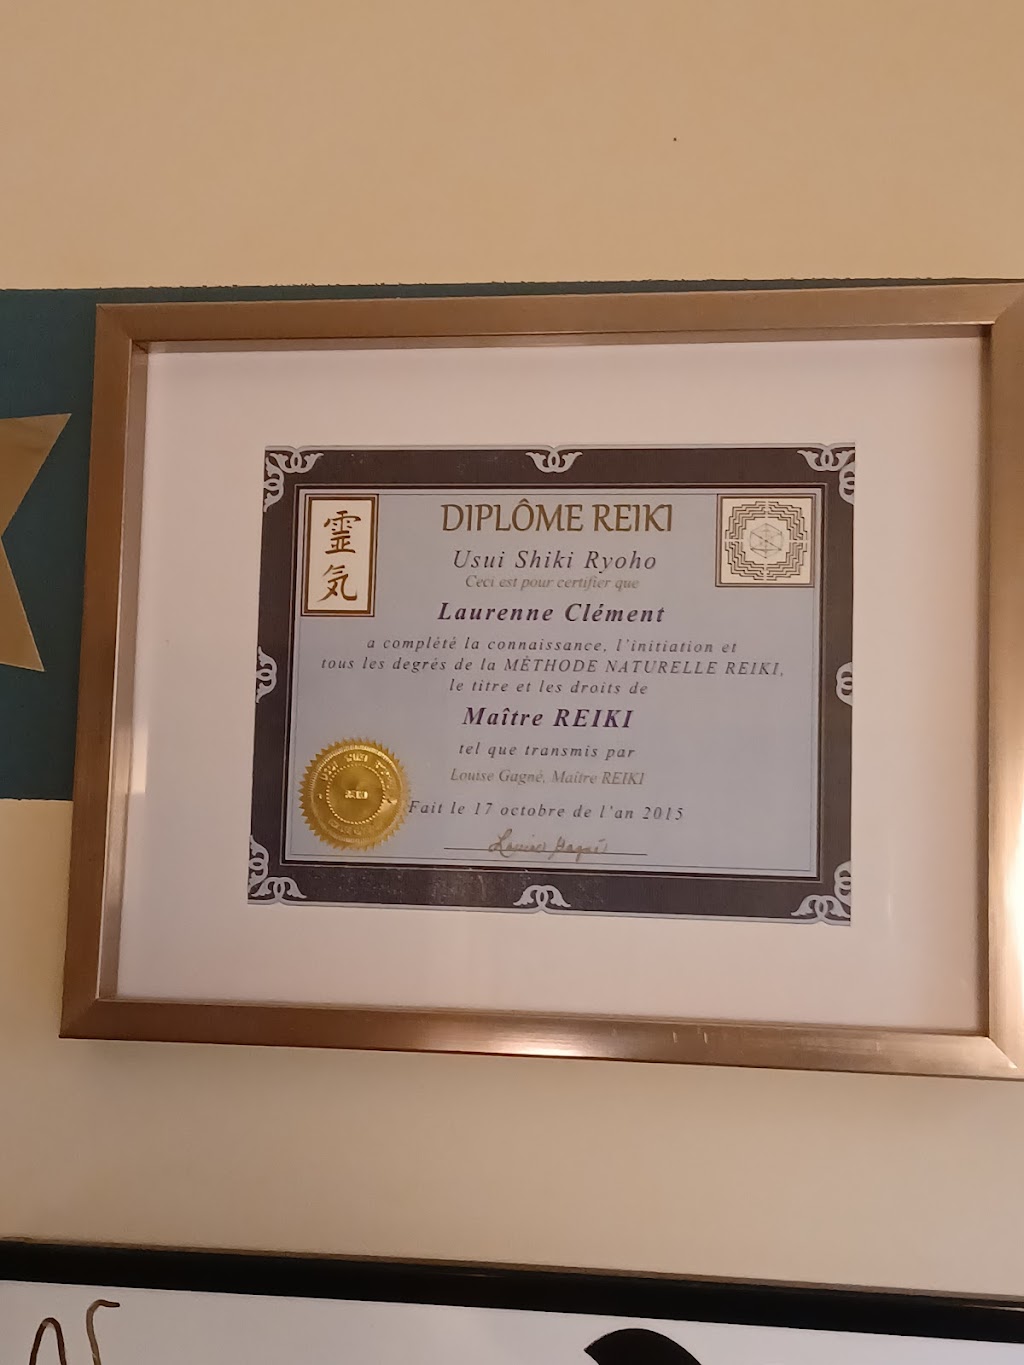 霊気
DIPLÔME REIKI
Usui Shiki Ryoho
Ceci est pour certifier que
Laurenne Clément
a complété la connaissance, l'initiation et
tous les degrés de la MÉTHODE NATURELLE REIKI,
le titre et les droits de
Maître REIKI
tel que transmis par
Louise Gagné, Maître REIKI
Fait le 17 octobre de l'an 2015
Louise Gagné